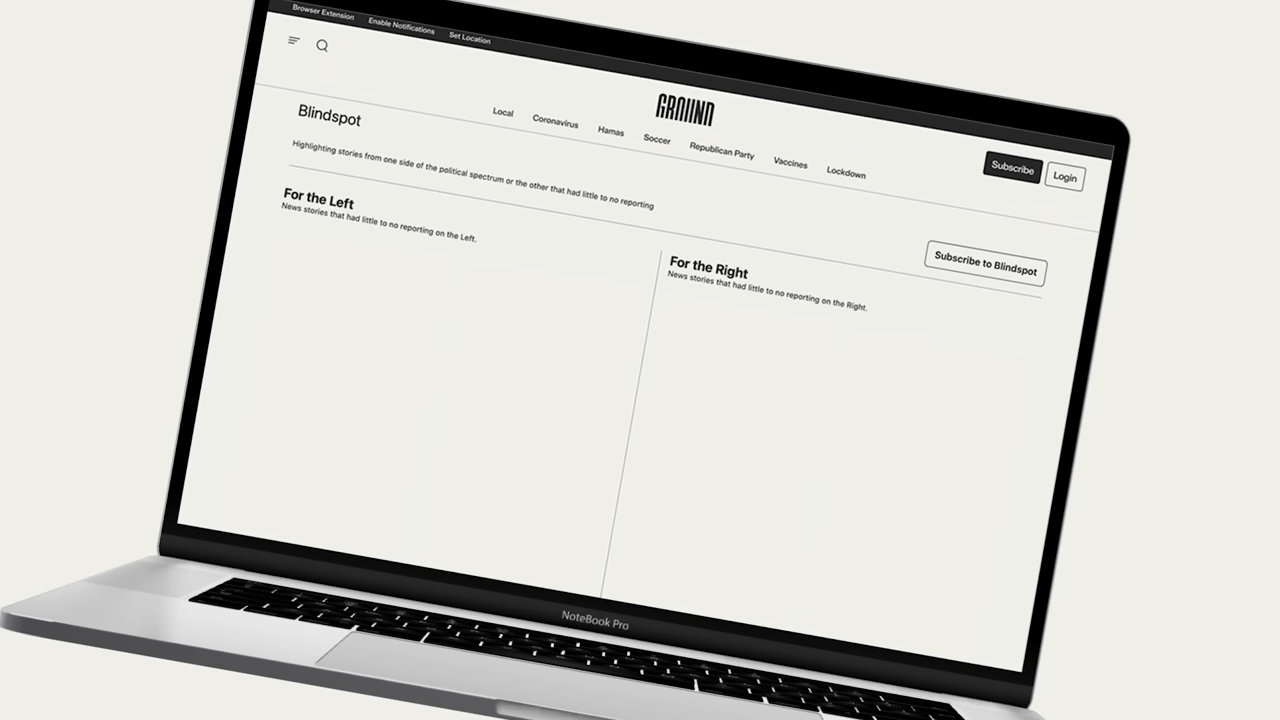 Browser Extension Enable Notifications Set Location
GROUND
Subscribe Login
Local Coronavirus Hamas Soccer Republican Party Vaccines Lockdown
Blindspot
Highlighting stories from one side of the political spectrum or the other that had little to no reporting
Subscribe to Blindspot
For the Left
News stories that had little to no reporting on the Left.
For the Right
News stories that had little to no reporting on the Right.
NoteBook Pro